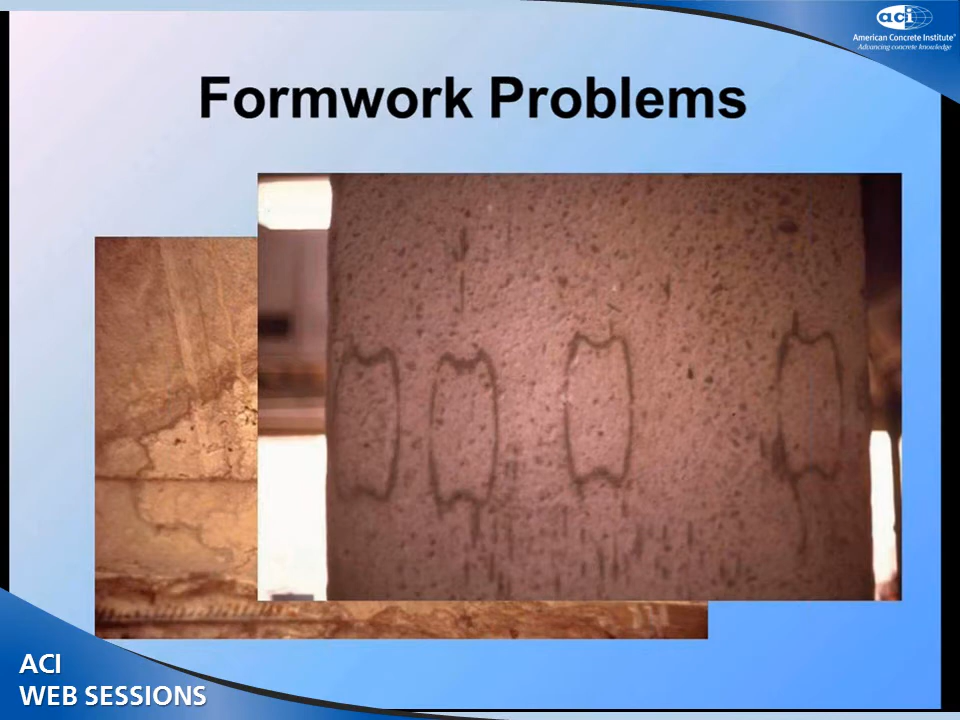 aci
American Concrete Institute®
Advancing concrete knowledge
Formwork Problems
ACI
WEB SESSIONS